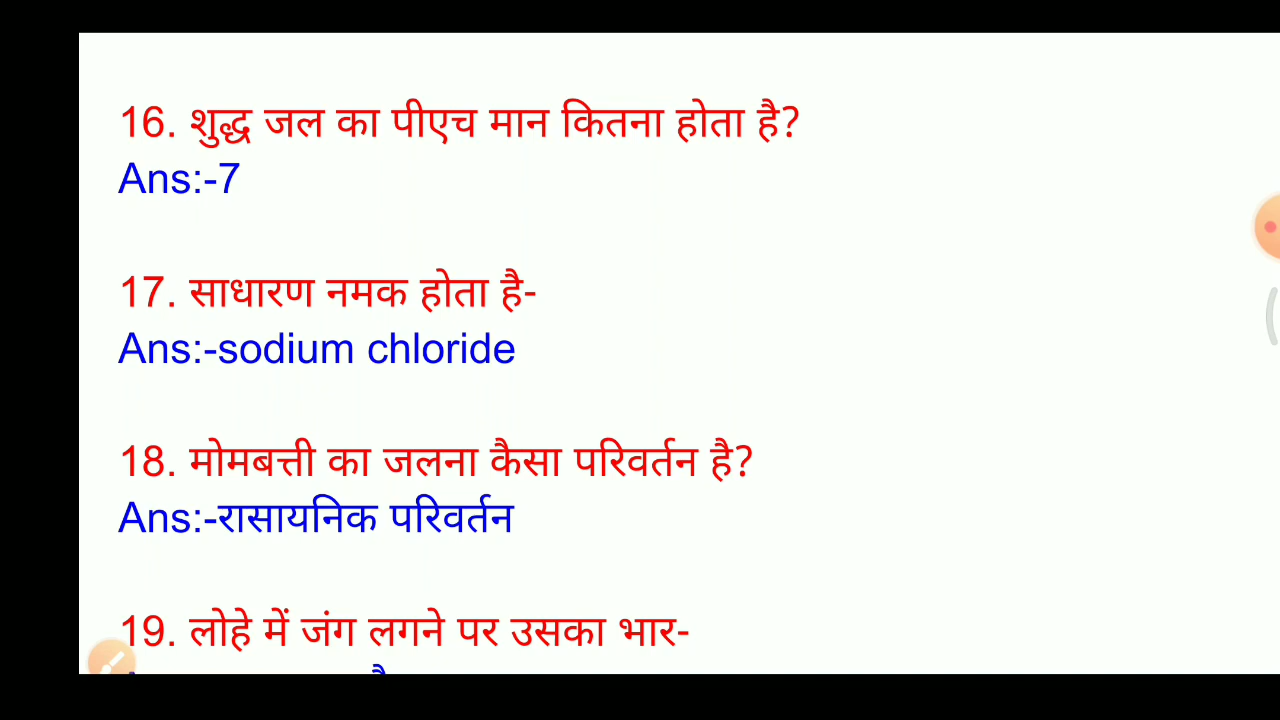 16. शुद्ध जल का पीएच मान कितना होता है?
Ans:-7
17. साधारण नमक होता है-
Ans:-sodium chloride
18. मोमबत्ती का जलना कैसा परिवर्तन है?
Ans:-रासायनिक परिवर्तन
19. लोहे में जंग लगने पर उसका भार-